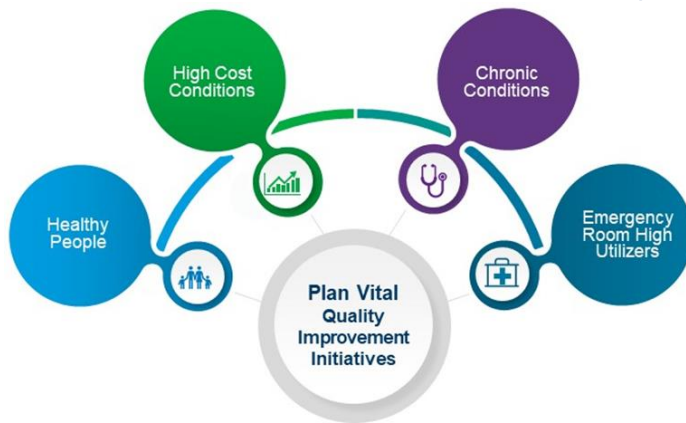 High Cost
Conditions
Chronic
Conditions
Healthy
People
Emergency
Room High
Utilizers
Plan Vital
Quality
Improvement
Initiatives